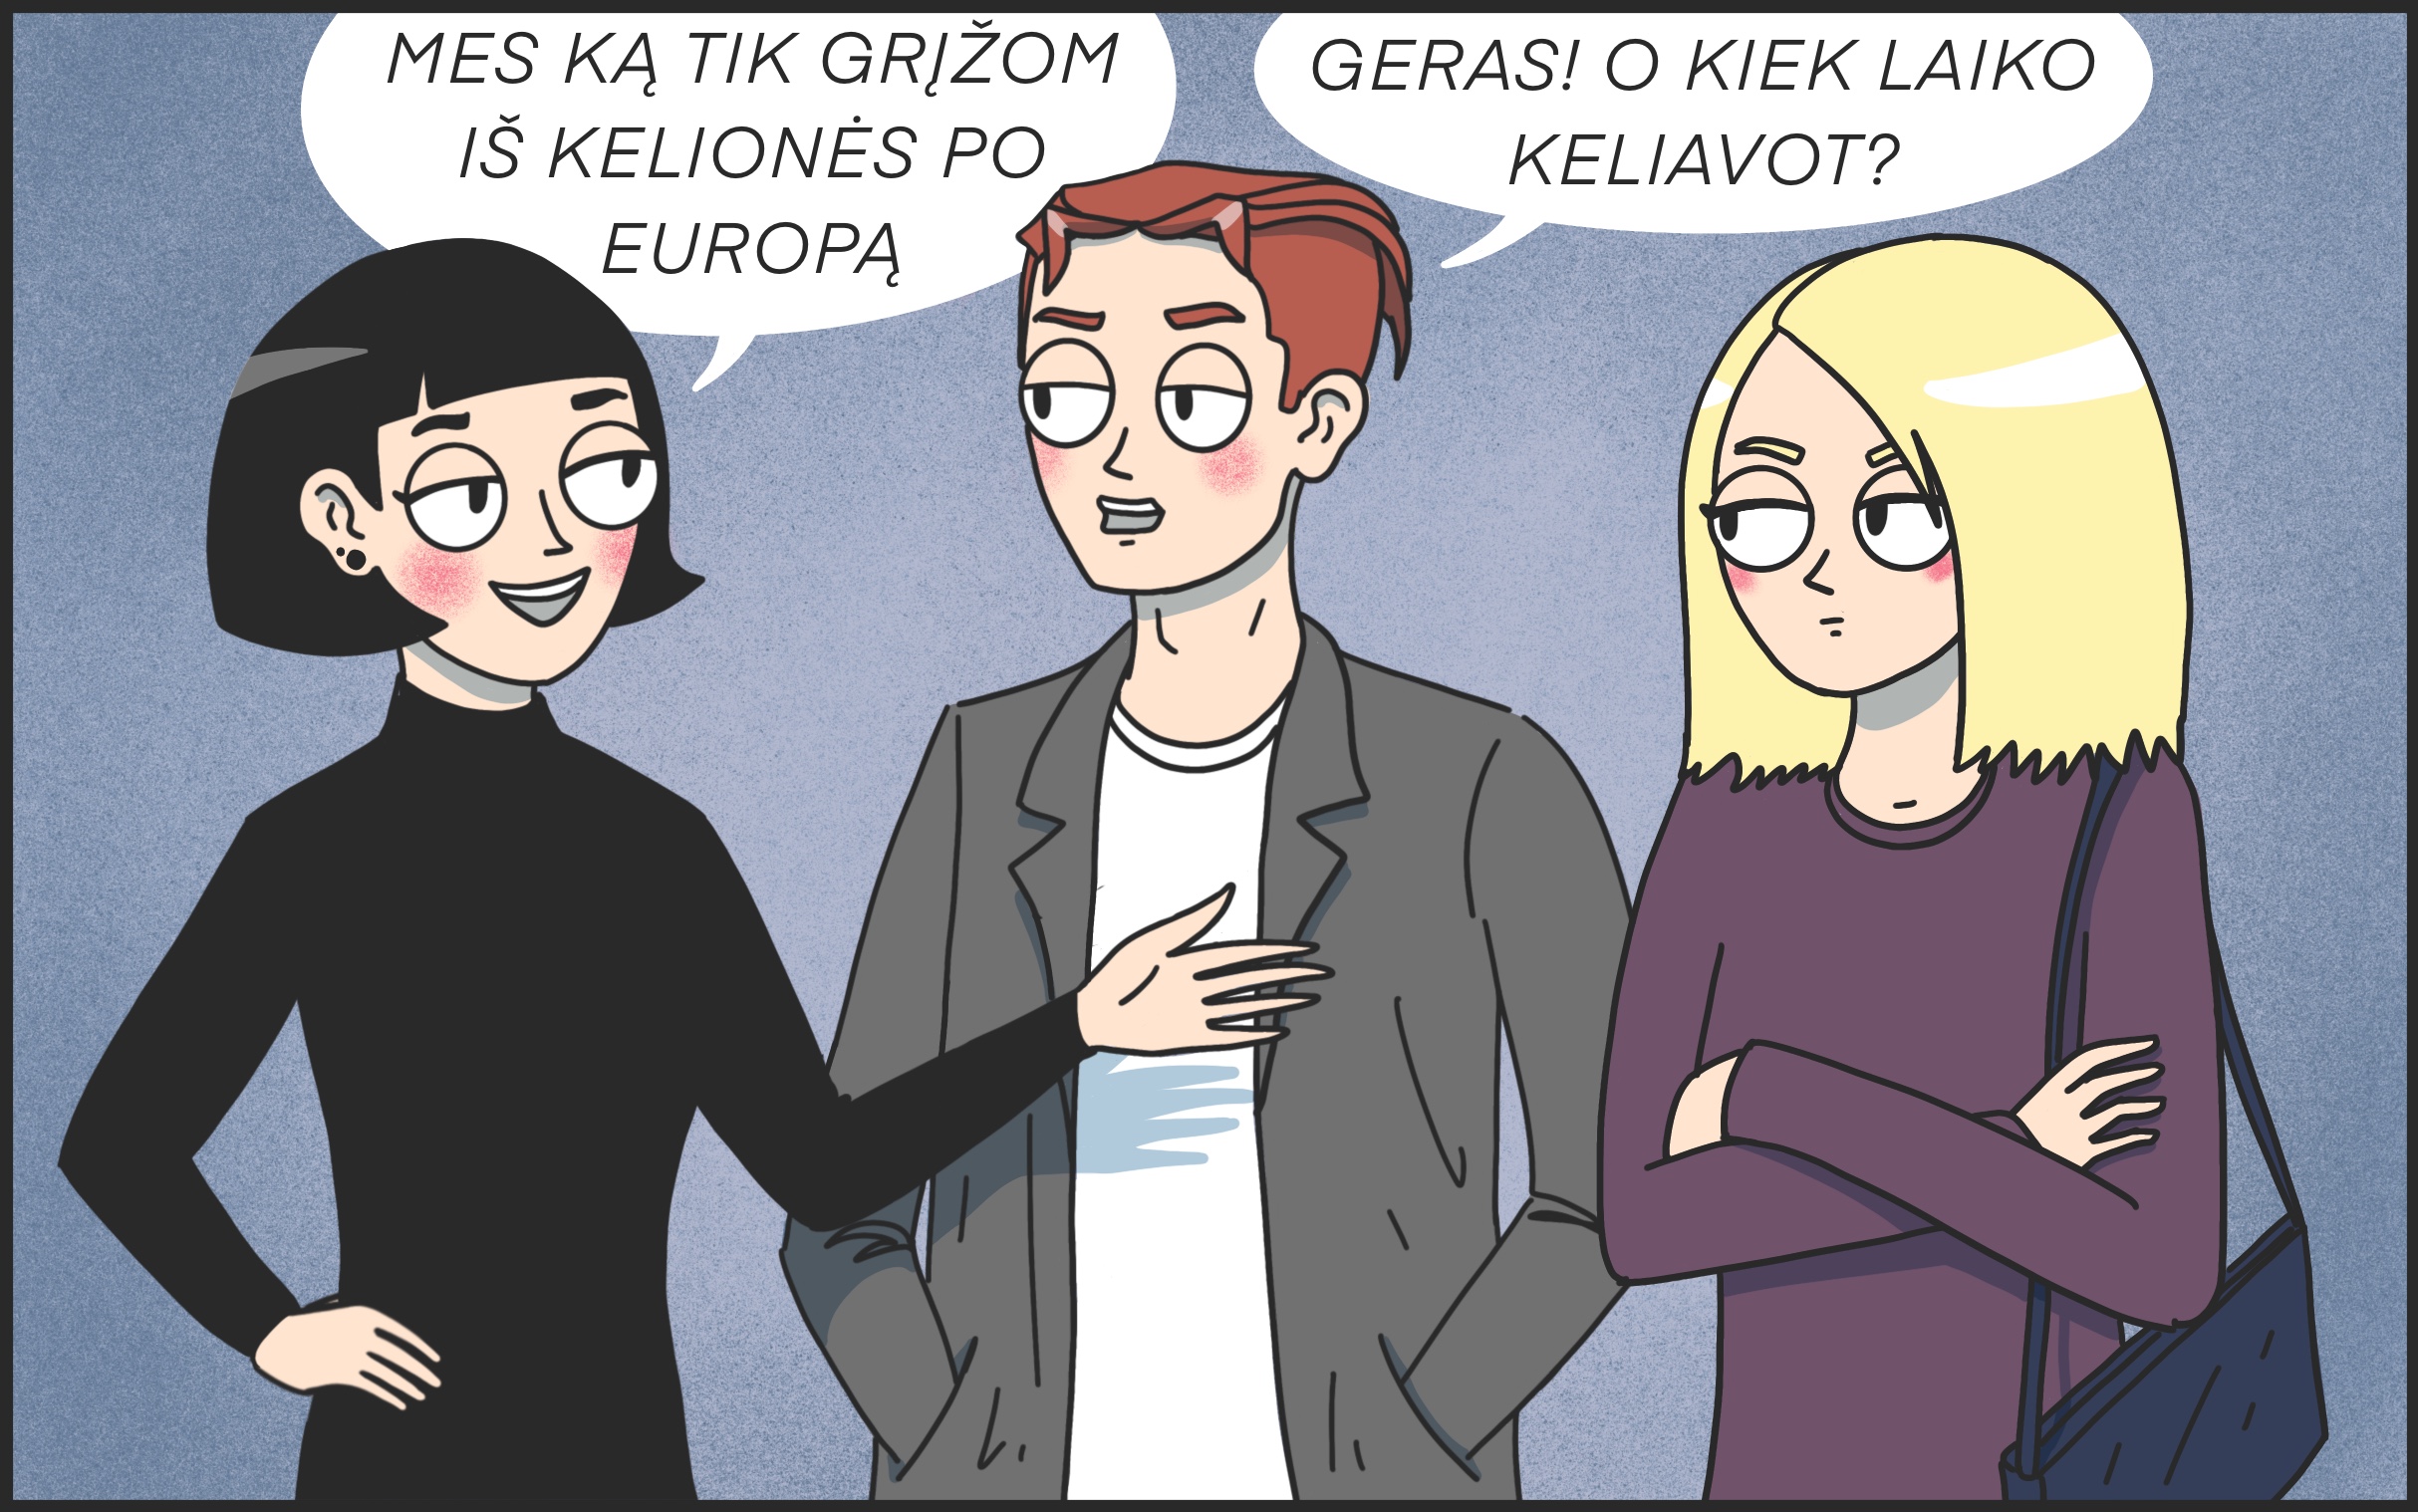 MES KĄ TIK GRĮŽOM
IŠ KELIONĖS PO
EUROPĄ
GERAS! O KIEK LAIKO
KELIAVOT?